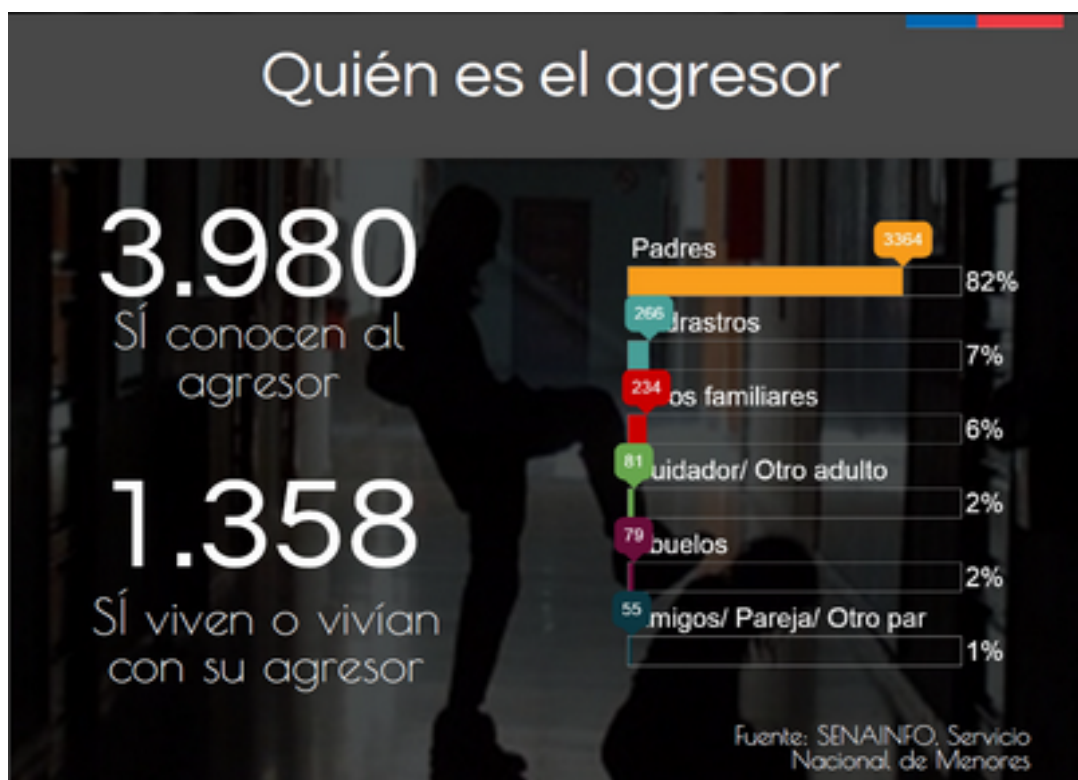 Quién es el agresor
3.980
SÍ conocen al
agresor
1.358
SÍ viven o vivían
con su agresor
Padres
3364
82%
266
drastros
7%
234
os familiares
6%
81
uidador/ Otro adulto
2%
79
buelos
2%
55
migos/ Pareja/ Otro par
1%
Fuente: SENAINFO. Servicio
Nacional de Menores